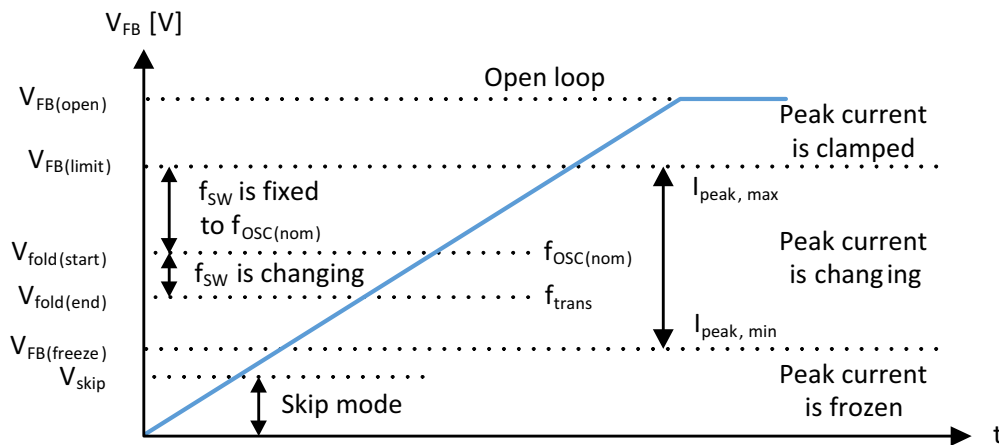 V_FB [V]
Open loop
V_FB(open)
Peak current
is clamped
V_FB(limit)
f_SW is fixed
to f_OSC(nom)
I_peak, max
V_fold(start)
f_OSC(nom)
Peak current
is changing
f_SW is changing
V_fold(end)
f_trans
I_peak, min
V_FB(freeze)
V_skip
Skip mode
Peak current
is frozen
t